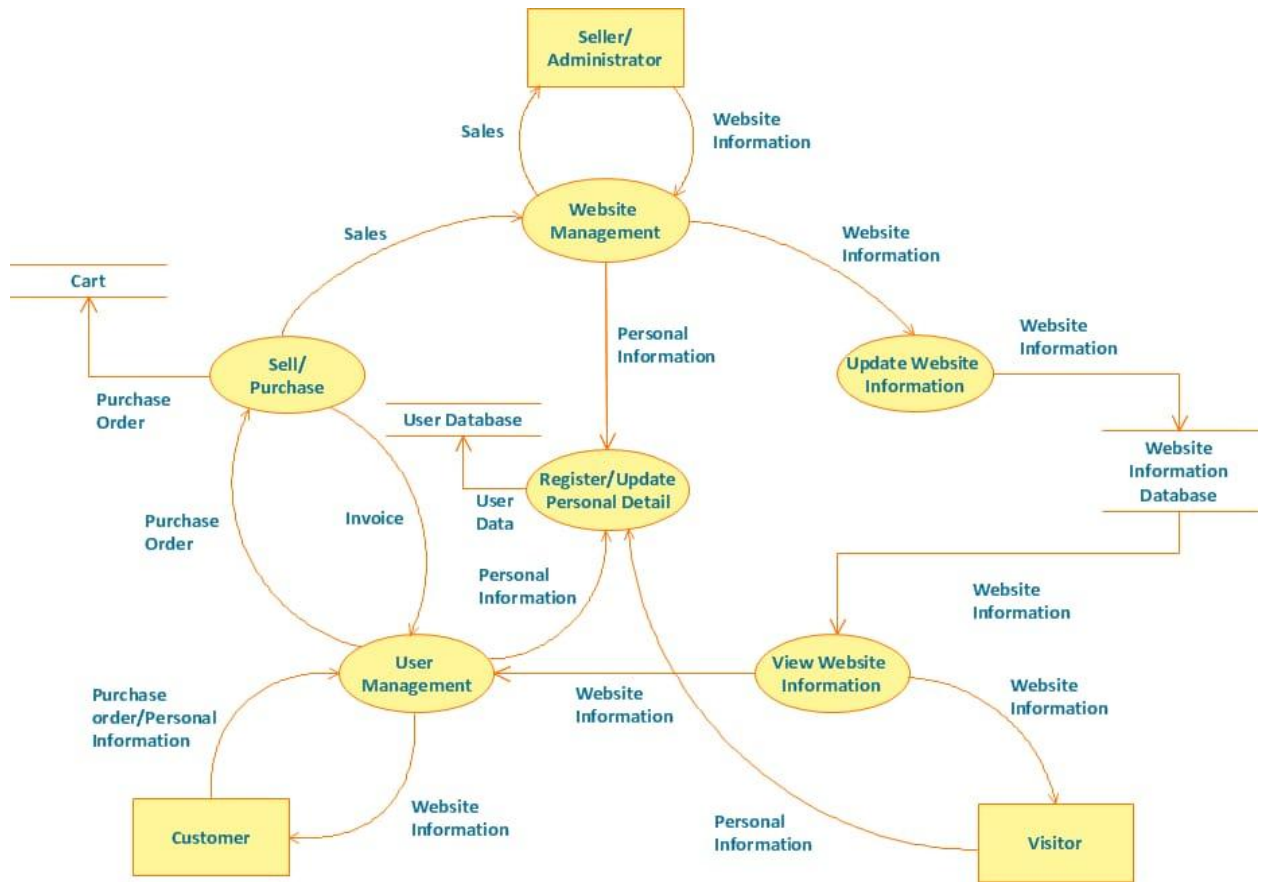 Seller/
Administrator
Sales
Website
Information
Website
Management
Sales
Website
Information
Cart
Personal
Information
Website
Information
Sell/
Purchase
Update Website
Information
Purchase
Order
User Database
Website
Information
Database
Register/Update
Personal Detail
User
Data
Purchase
Order
Invoice
Personal
Information
Website
Information
User
Management
View Website
Information
Purchase
order/Personal
Information
Website
Information
Website
Information
Website
Information
Personal
Information
Customer
Visitor